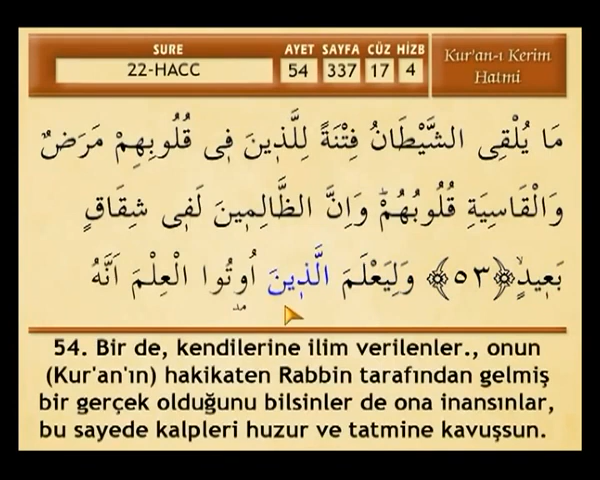 SURE AYET SAYFA CÜZ HİZB
22-HACC 54 337 17 4
Kur'an-ı Kerim
Hatmi
مَا يُلْقِى الشَّيْطَانُ فِتْنَةً لِلَّذ۪ينَ ف۪ى قُلُوبِهِمْ مَرَضٌ
وَالْقَاسِيَةِ قُلُوبُهُمْۜ وَاِنَّ الظَّالِم۪ينَ لَف۪ى شِقَاقٍ
بَع۪يدٍۙ ﴿٥٣﴾ وَلِيَعْلَمَ الَّذ۪ينَ اُو۫تُوا الْعِلْمَ اَنَّهُ
54. Bir de, kendilerine ilim verilenler., onun
(Kur'an'ın) hakikaten Rabbin tarafından gelmiş
bir gerçek olduğunu bilsinler de ona inansınlar,
bu sayede kalpleri huzur ve tatmine kavuşsun.